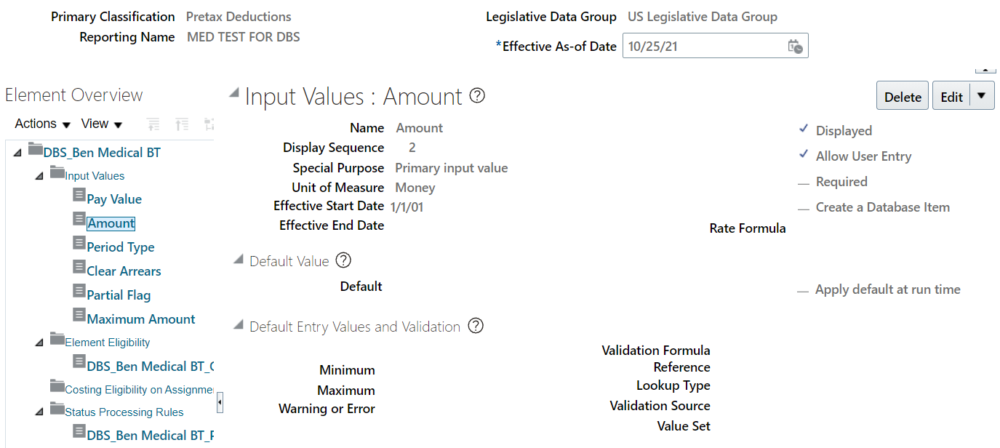 Primary Classification Pretax Deductions
Reporting Name MED TEST FOR DBS
Legislative Data Group US Legislative Data Group
*Effective As-of Date 10/25/21
Element Overview
Actions View
DBS_Ben Medical BT
Input Values
Pay Value
Amount
Period Type
Clear Arrears
Partial Flag
Maximum Amount
Element Eligibility
DBS_Ben Medical BT_
Costing Eligibility on Assignme
Status Processing Rules
DBS_Ben Medical BT_
Input Values : Amount ?
Delete Edit
Name Amount
Display Sequence 2
Special Purpose Primary input value
Unit of Measure Money
Effective Start Date 1/1/01
Effective End Date
Displayed
Allow User Entry
Required
Create a Database Item
Rate Formula
Default Value ?
Default
Apply default at run time
Default Entry Values and Validation ?
Minimum
Maximum
Warning or Error
Validation Formula
Reference
Lookup Type
Validation Source
Value Set